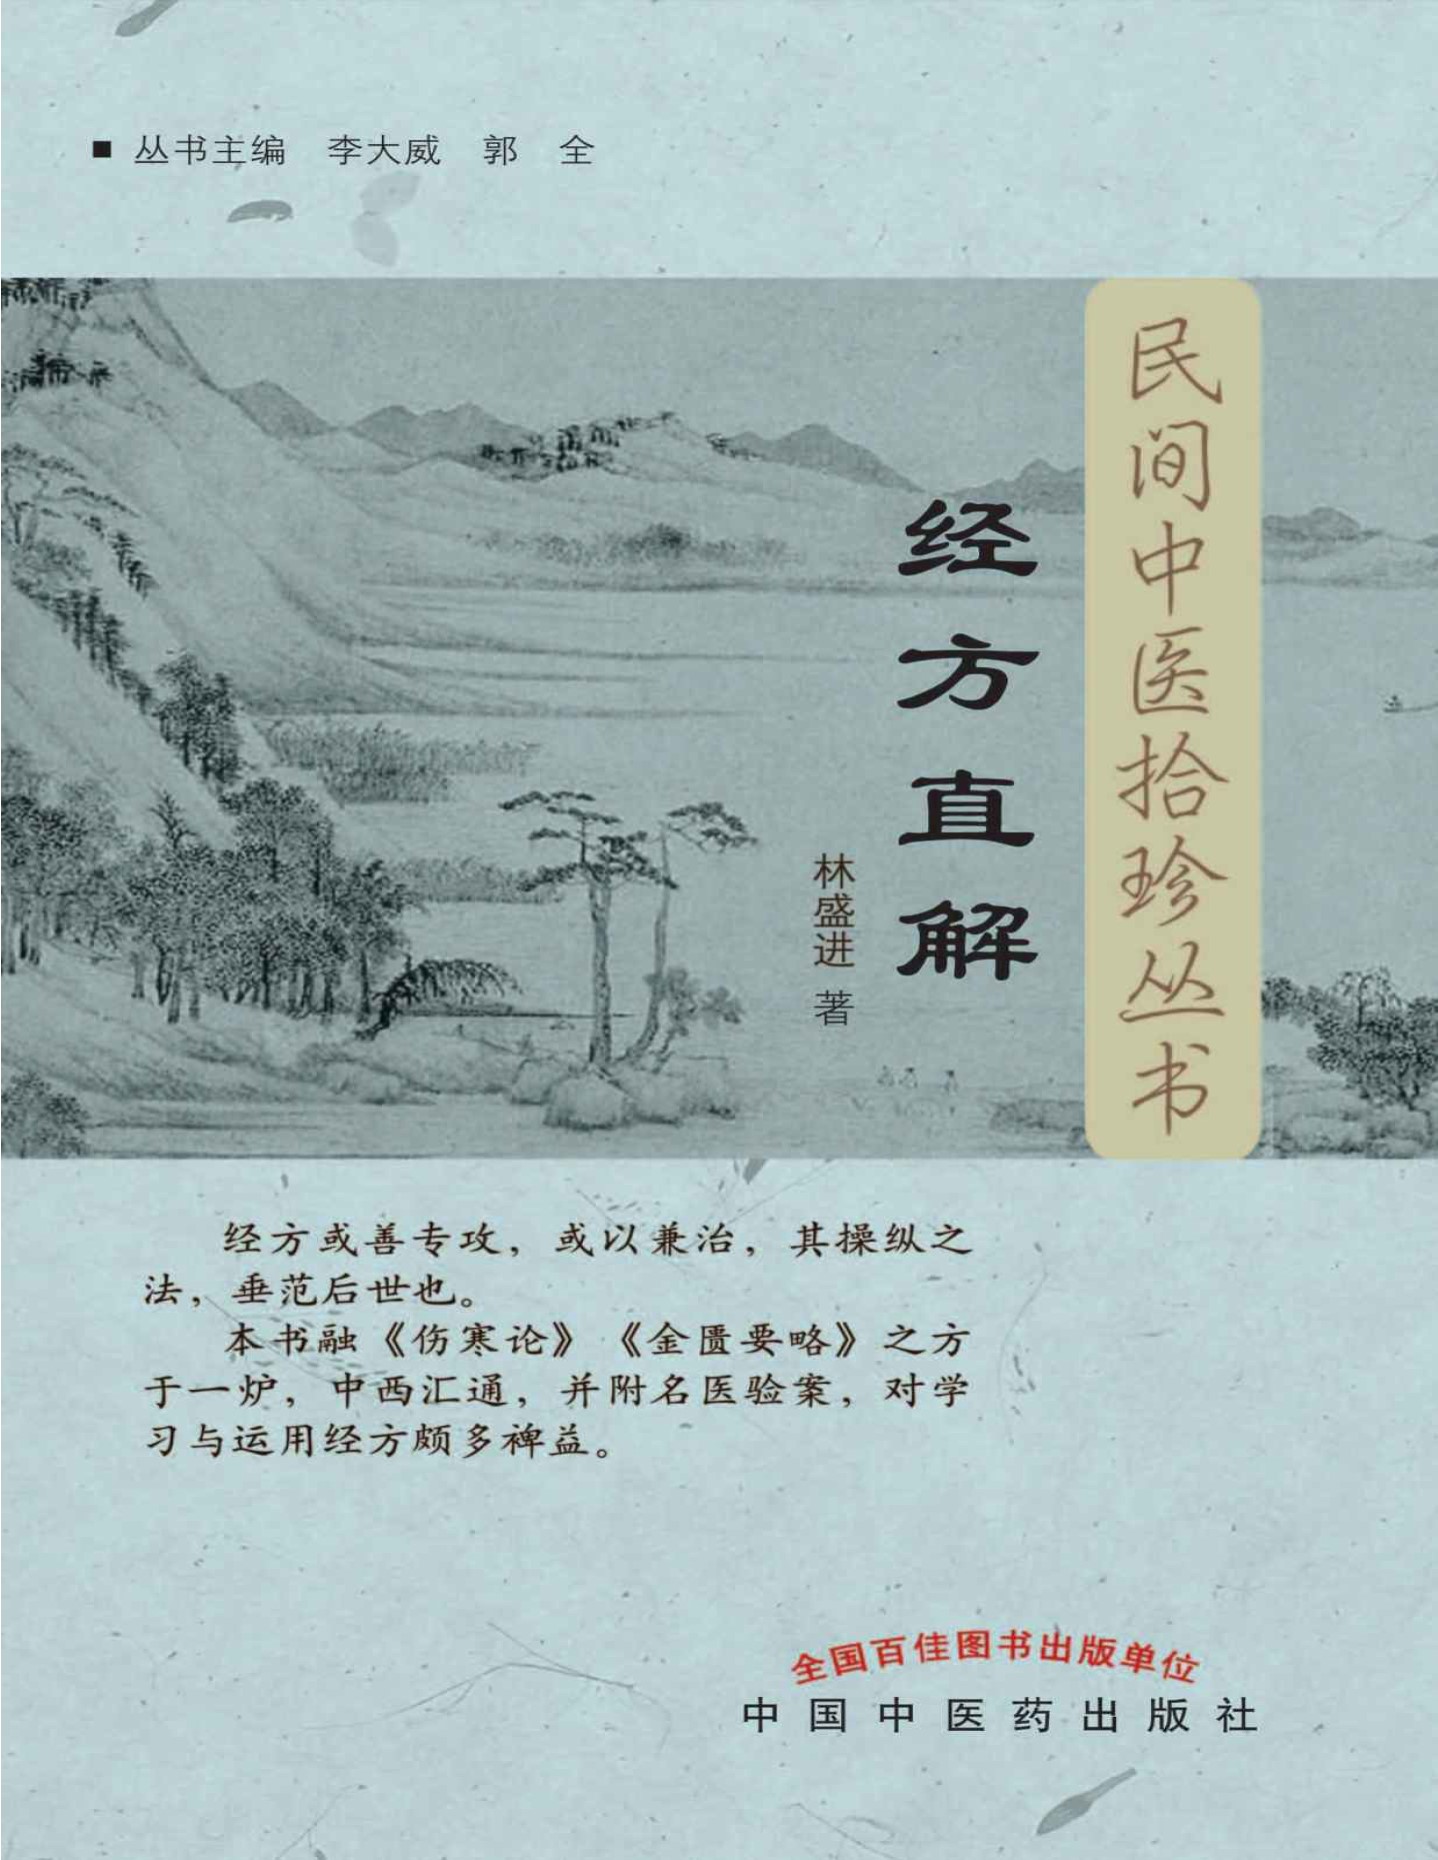 ■ 丛书主编　李大威　郭　全
民间中医拾珍丛书
经方直解
林盛进 著
经方或善专攻，或以兼治，其操纵之
法，垂范后世也。
本书融《伤寒论》《金匮要略》之方
于一炉，中西汇通，并附名医验案，对学
习与运用经方颇多裨益。
全国百佳图书出版单位
中国中医药出版社